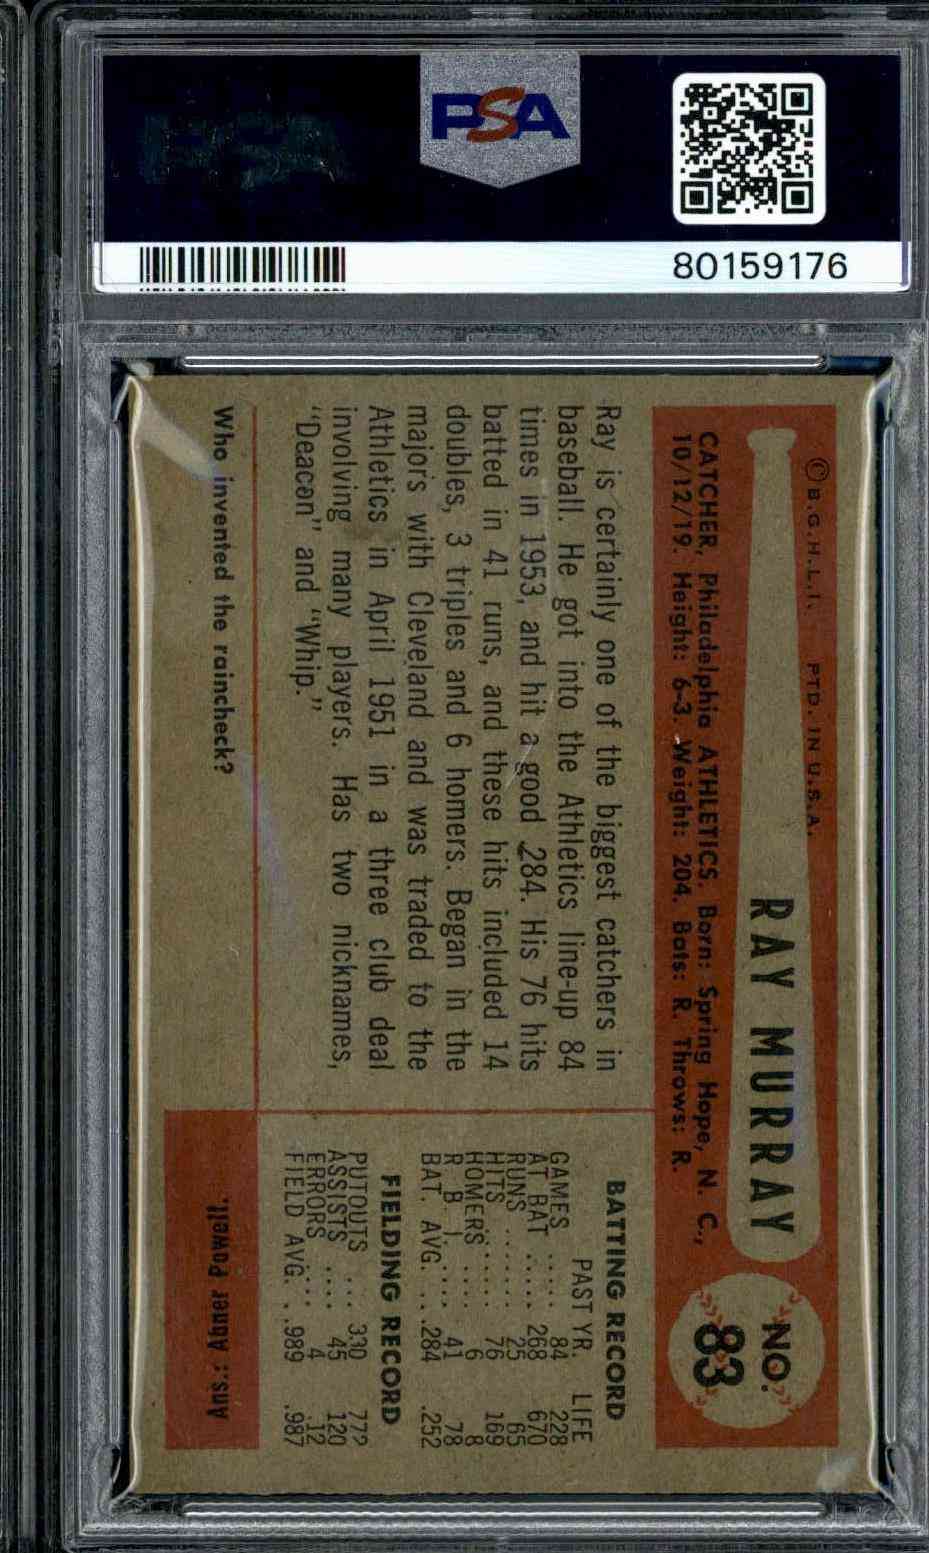 PSA
80159176
© B.G.H.L.I. PTD. IN U.S.A.
RAY MURRAY
NO.
83
CATCHER, Philadelphia ATHLETICS. Born: Spring Hope, N. C.,
10/12/19. Height: 6-3. Weight: 204. Bats: R. Throws: R.
Ray is certainly one of the biggest catchers in
baseball. He got into the Athletics line-up 84
times in 1953, and hit a good .284. His 76 hits
batted in 41 runs, and these hits included 14
doubles, 3 triples and 6 homers. Began in the
major's with Cleveland and was traded to the
Athletics in April 1951 in a three club deal
involving many players. Has two nicknames,
"Deacon" and "Whip."
BATTING RECORD
PAST YR. LIFE
GAMES ..... 84 228
AT BAT .... 268 670
RUNS ...... 25 65
HITS ...... 76 169
HOMERS ..... 6 8
R. B. I. .... 41 78
BAT. AVG. .. .284 .252
FIELDING RECORD
PUTOUTS ... 330 772
ASSISTS .... 45 120
ERRORS .... 4 12
FIELD AVG. . .989 .987
Who invented the raincheck?
Ans.: Abner Powell.